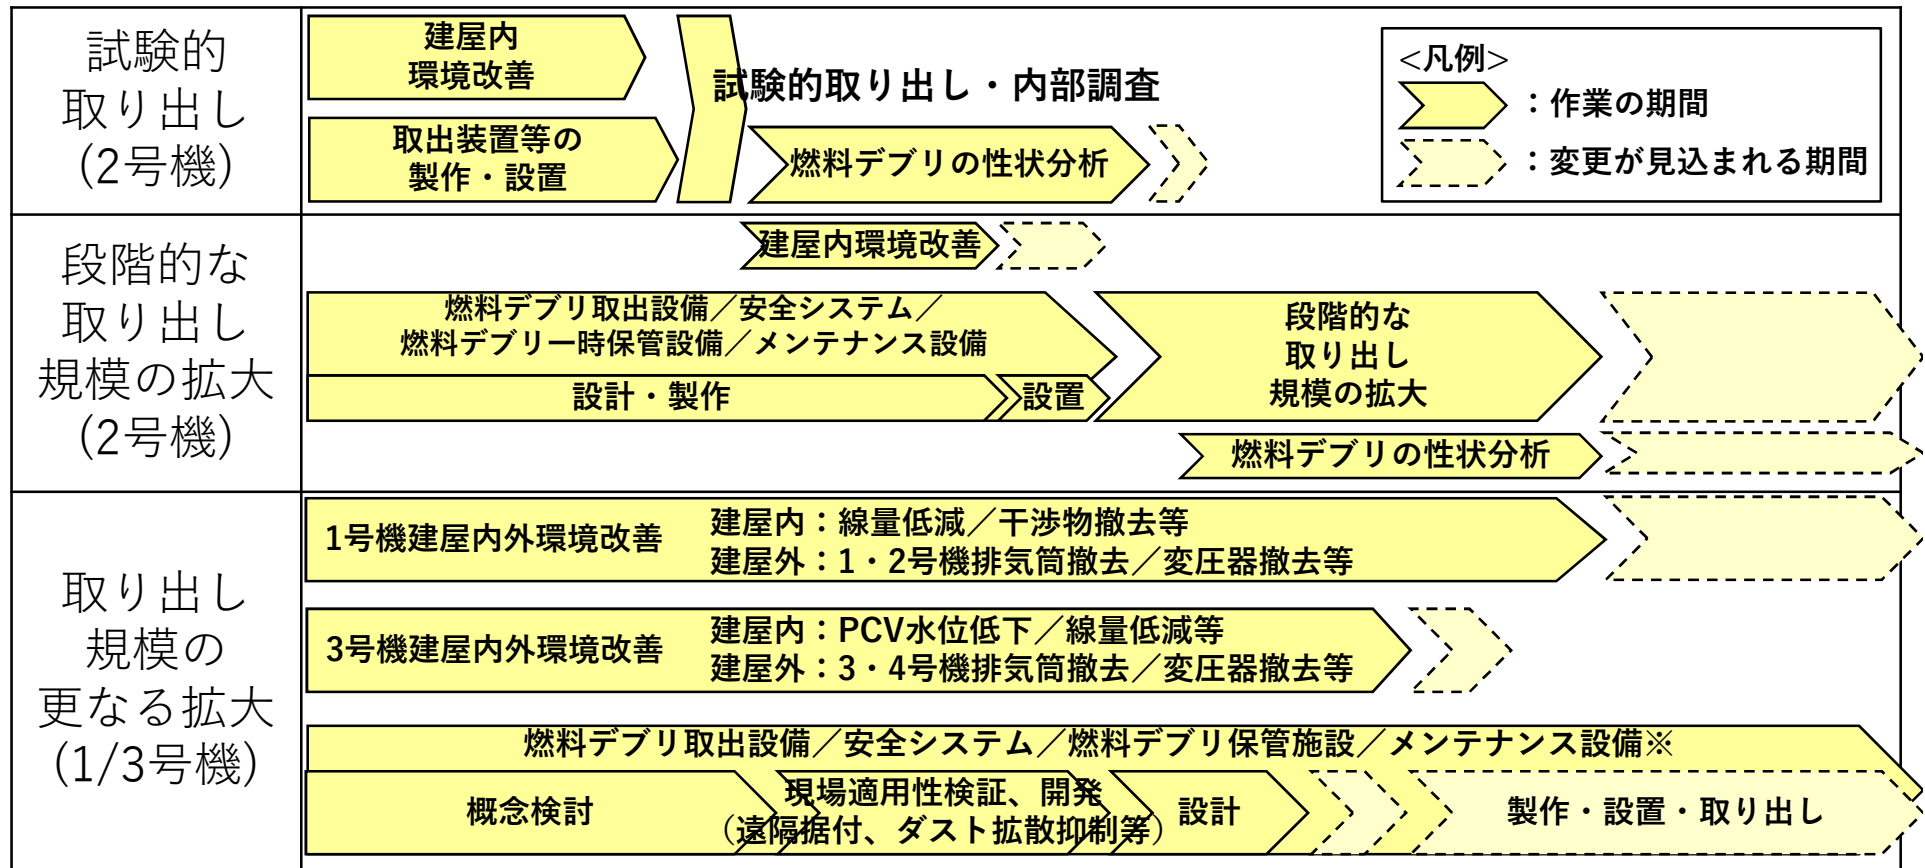 試験的
取り出し
(2号機)
建屋内
環境改善
取出装置等の
製作・設置
試験的取り出し・内部調査
燃料デブリの性状分析
<凡例>
：作業の期間
：変更が見込まれる期間
段階的な
取り出し
規模の拡大
(2号機)
建屋内環境改善
燃料デブリ取出設備／安全システム／
燃料デブリ一時保管設備／メンテナンス設備
設計・製作
設置
段階的な
取り出し
規模の拡大
燃料デブリの性状分析
取り出し
規模の
更なる拡大
(1/3号機)
1号機建屋内外環境改善
建屋内：線量低減／干渉物撤去等
建屋外：1・2号機排気筒撤去／変圧器撤去等
3号機建屋内外環境改善
建屋内：PCV水位低下／線量低減等
建屋外：3・4号機排気筒撤去／変圧器撤去等
燃料デブリ取出設備／安全システム／燃料デブリ保管施設／メンテナンス設備※
概念検討
現場適用性検証、開発
（遠隔据付、ダスト拡散抑制等）
設計
製作・設置・取り出し